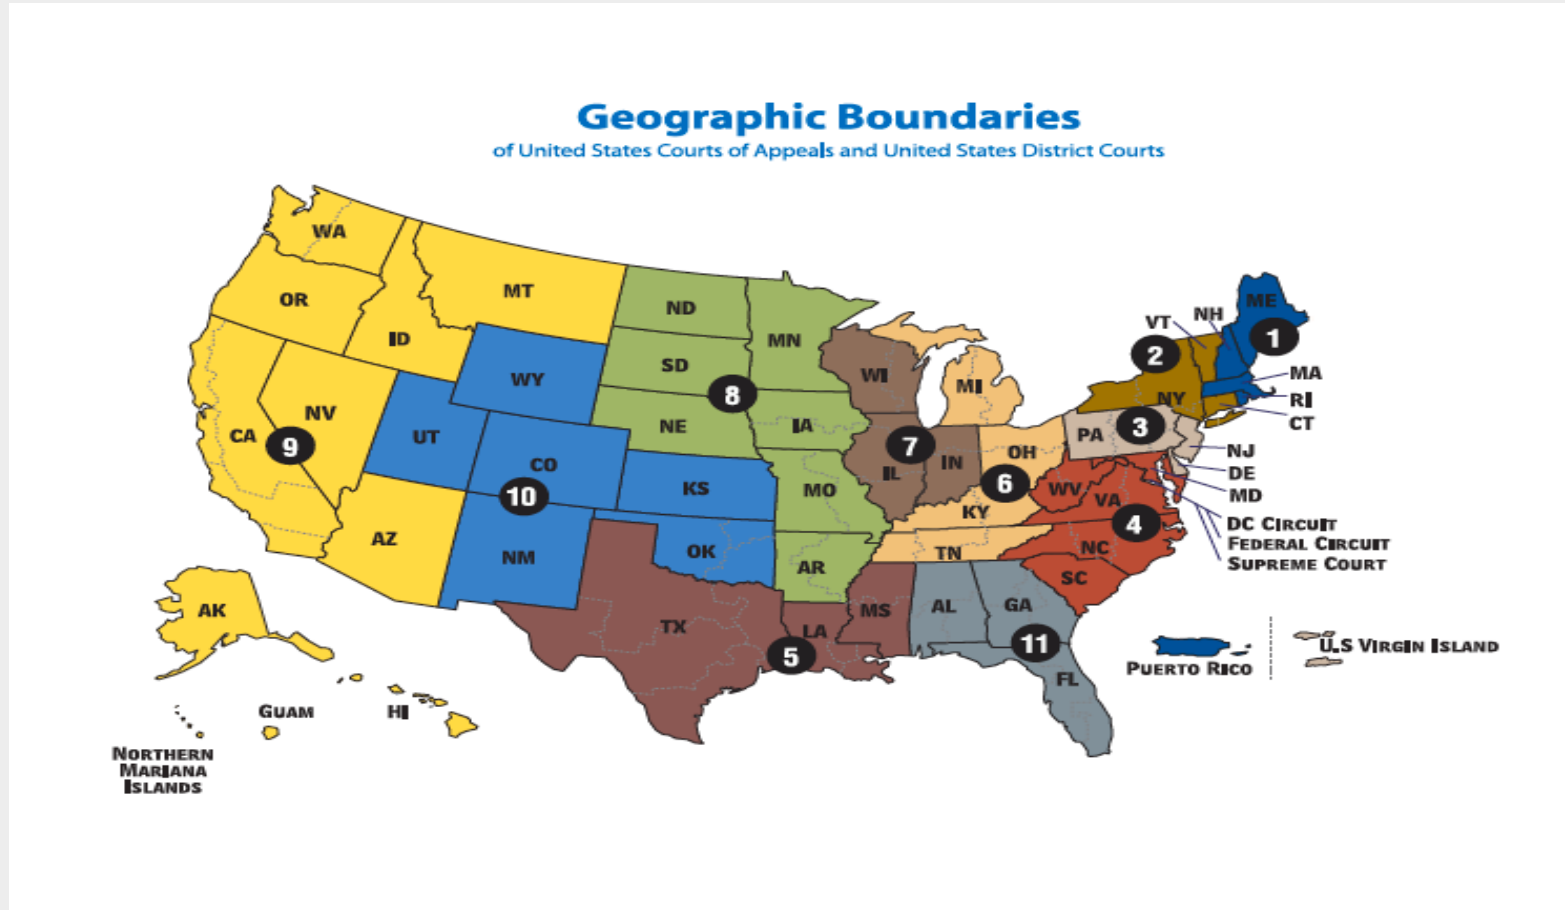 Geographic Boundaries
of United States Courts of Appeals and United States District Courts
WA
MT
OR
ID
ND
MN
SD
WY
NE
8
IA
WI
MI
VT
NH
ME
2
1
MA
RI
CT
NY
3
PA
NJ
DE
MD
NV
CA
9
UT
CO
10
KS
MO
7
IL
IN
OH
6
WV
VA
KY
4
DC Circuit
Federal Circuit
Supreme Court
AZ
NM
OK
AR
TN
NC
SC
AK
TX
LA
5
MS
AL
GA
11
FL
Puerto Rico
U.S Virgin Island
Guam
HI
Northern
Mariana
Islands